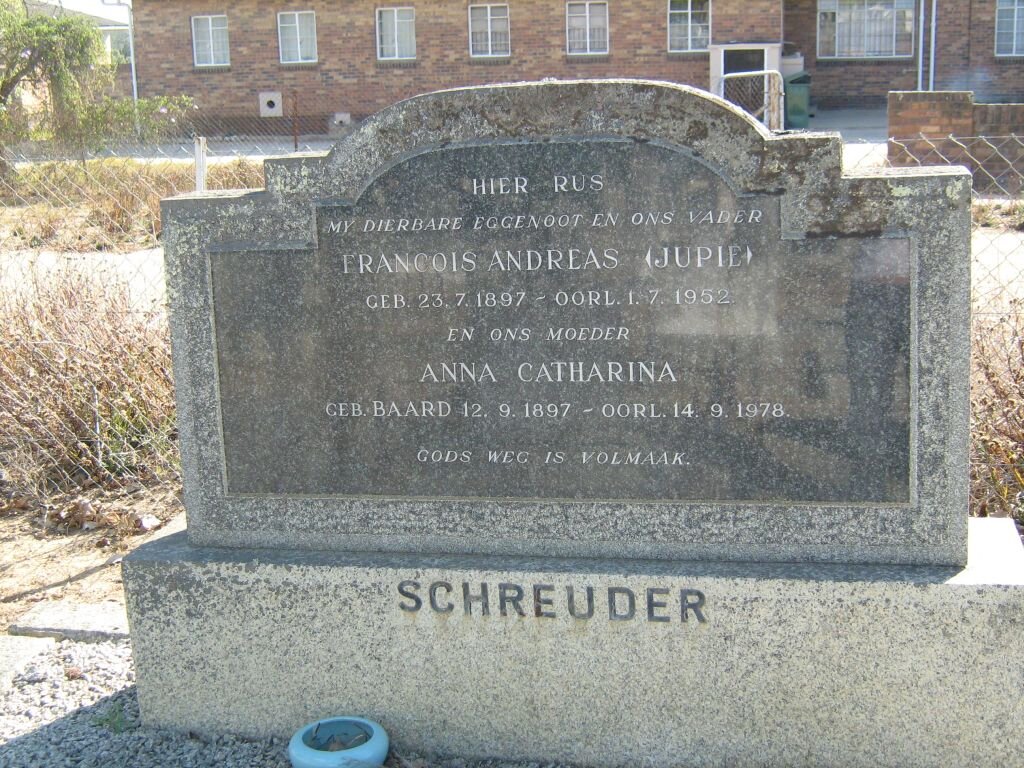 HIER RUS
MY DIERBARE EGGENOOT EN ONS VADER
FRANCOIS ANDREAS (JUPIE)
GEB. 23.7.1897 - OORL. 1.7.1952.
EN ONS MOEDER
ANNA CATHARINA
GEB. BAARD 12.9.1897 - OORL. 14.9.1978.
GODS WEG IS VOLMAAK.
SCHREUDER